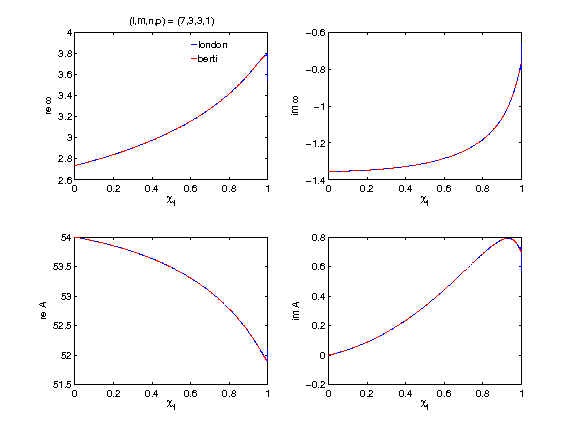 (l,m,n,p) = (7,3,3,1)
london
berti
re ω
4
3.8
3.6
3.4
3.2
3
2.8
2.6
0 0.2 0.4 0.6 0.8 1
χf
im ω
−0.6
−0.8
−1
−1.2
−1.4
0 0.2 0.4 0.6 0.8 1
χf
re A
54
53.5
53
52.5
52
51.5
0 0.2 0.4 0.6 0.8 1
χf
im A
0.8
0.6
0.4
0.2
0
−0.2
0 0.2 0.4 0.6 0.8 1
χf